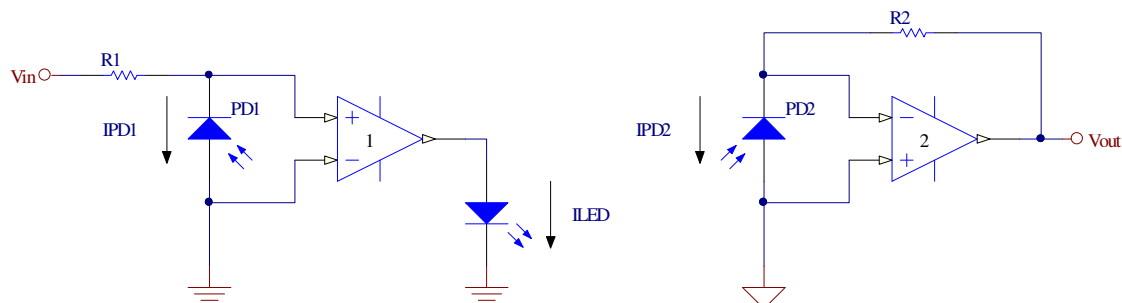 R1
Vin
PD1
IPD1
+
1
−
ILED
R2
PD2
IPD2
−
2
+
Vout